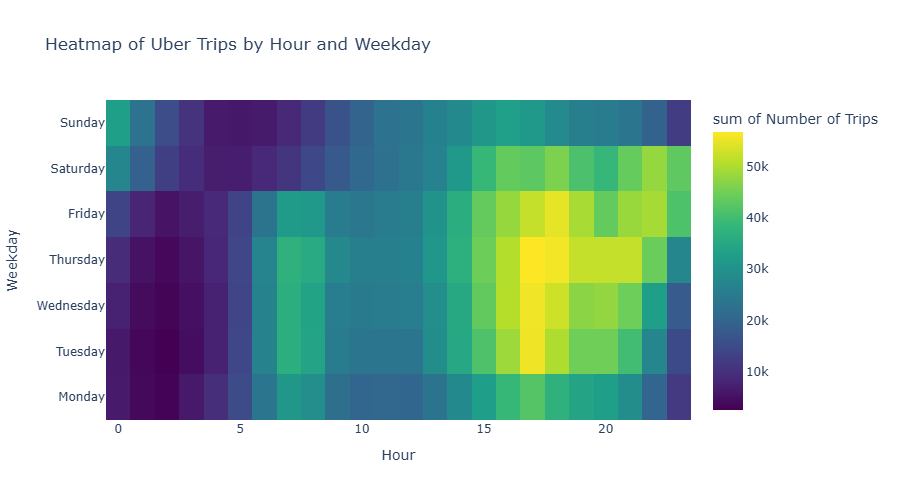 Heatmap of Uber Trips by Hour and Weekday
sum of Number of Trips
Sunday
Saturday
Friday
Thursday
Wednesday
Tuesday
Monday
Weekday
0 5 10 15 20
Hour
50k
40k
30k
20k
10k